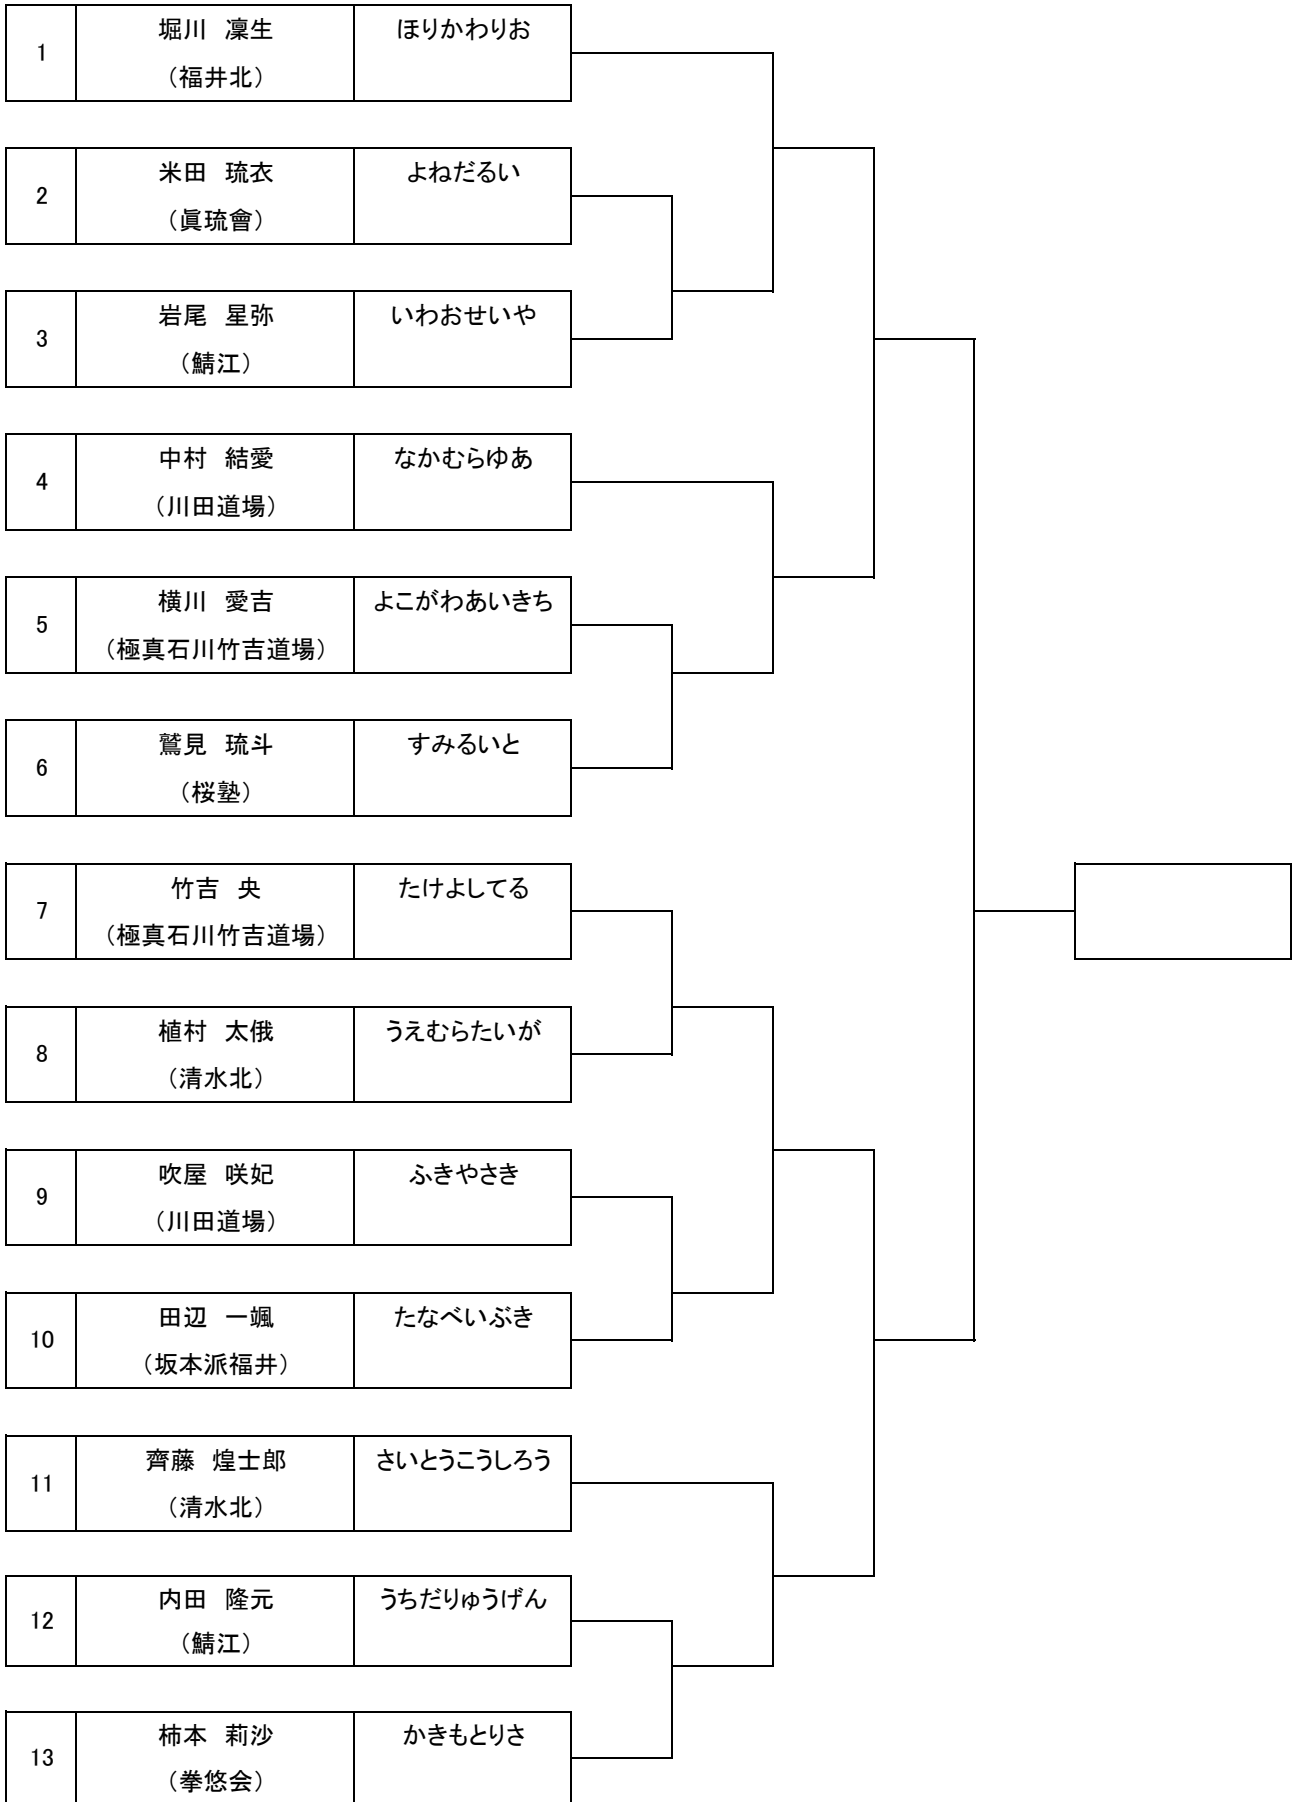 1
堀川　凜生
ほりかわりお
（福井北）
2
米田　琉衣
よねだるい
（眞琉會）
3
岩尾　星弥
いわおせいや
（鯖江）
4
中村　結愛
なかむらゆあ
（川田道場）
5
横川　愛吉
よこがわあいきち
（極真石川竹吉道場）
6
鷲見　琉斗
すみるいと
（桜塾）
7
竹吉　央
たけよしてる
（極真石川竹吉道場）
8
植村　太俄
うえむらたいが
（清水北）
9
吹屋　咲妃
ふきやさき
（川田道場）
10
田辺　一颯
たなべいぶき
（坂本派福井）
11
齊藤　煌士郎
さいとうこうしろう
（清水北）
12
内田　隆元
うちだりゅうげん
（鯖江）
13
柿本　莉沙
かきもとりさ
（拳悠会）